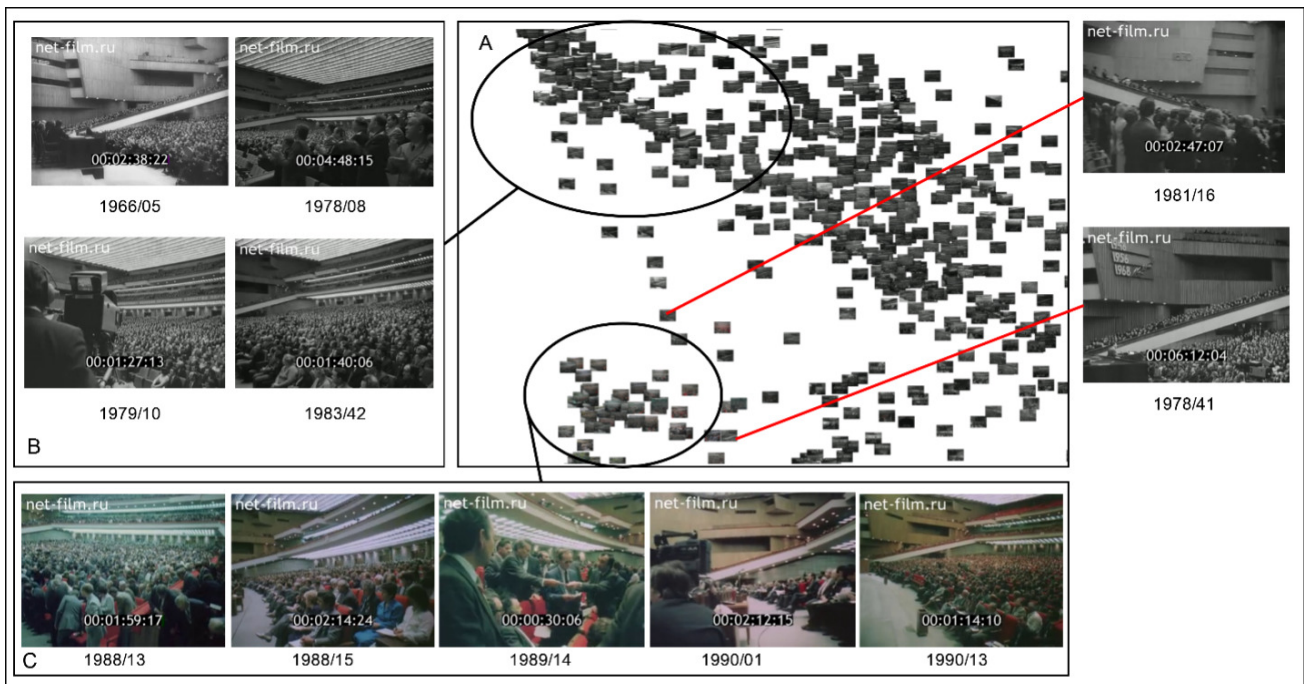 A
net-film.ru
00:02:38:22
1966/05
net-film.ru
00:04:48:15
1978/08
net-film.ru
00:01:27:13
1979/10
net-film.ru
00:01:40:06
1983/42
B
net-film.ru
00:02:47:07
1981/16
net-film.ru
1956
1968
00:06:12:04
1978/41
net-film.ru
00:01:59:17
1988/13
net-film.ru
00:02:14:24
1988/15
net-film.ru
00:00:30:06
1989/14
net-film.ru
00:02:12:15
1990/01
net-film.ru
00:01:14:10
1990/13
C